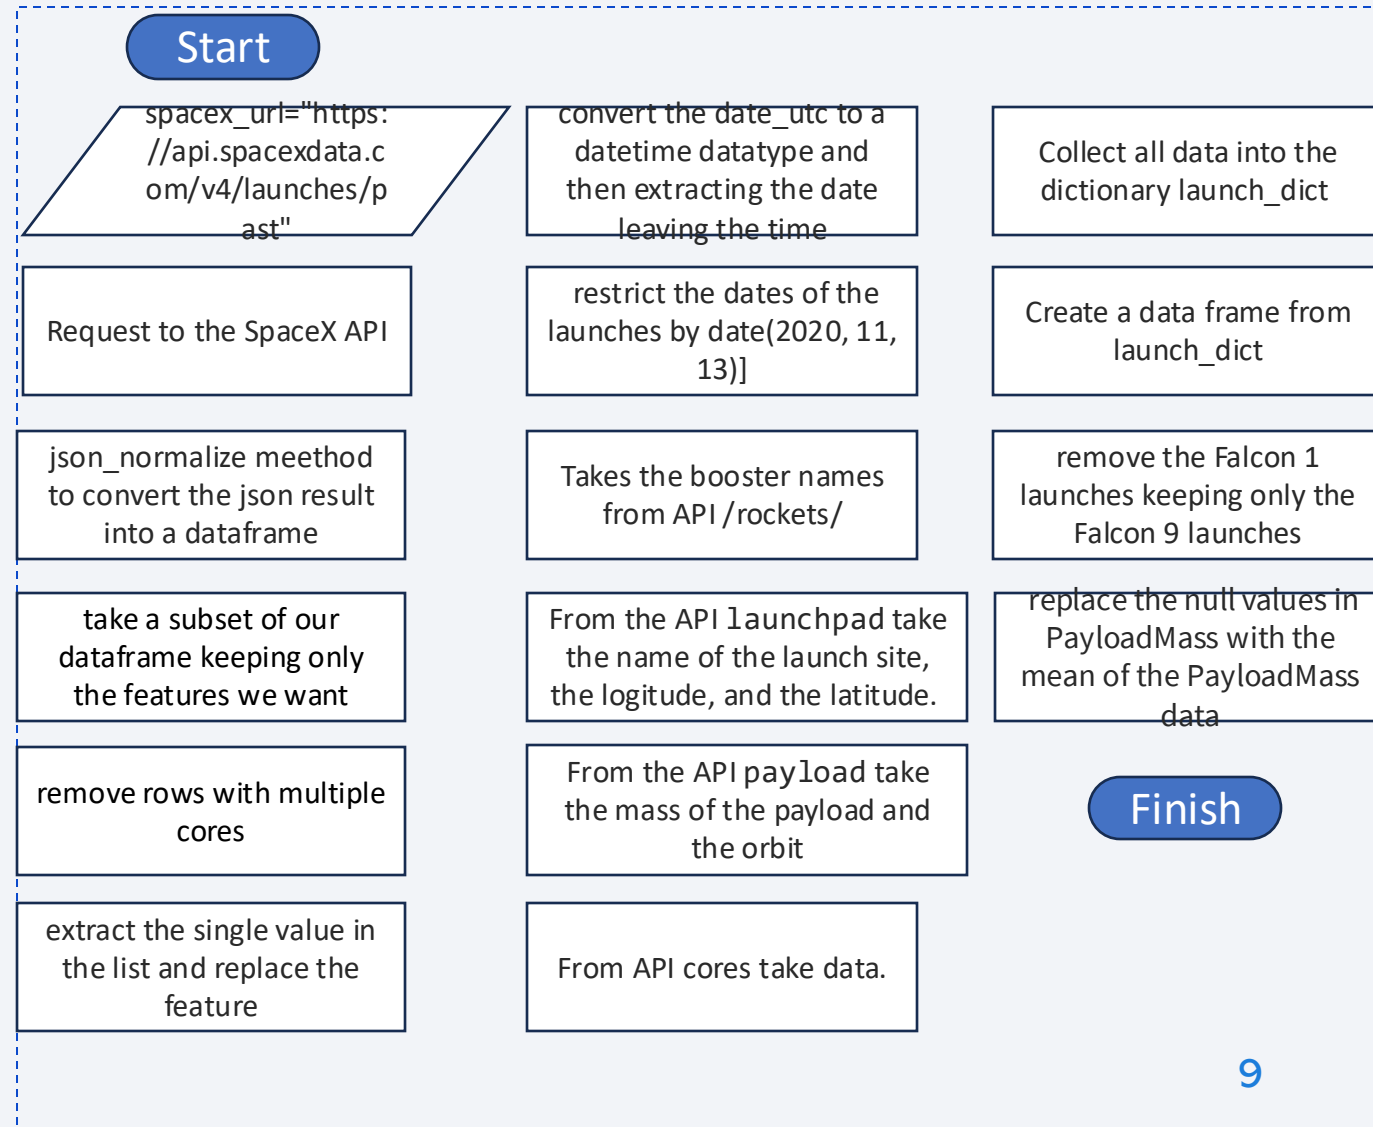 Start
spacex_url="https:
//api.spacexdata.c
om/v4/launches/p
ast"
Request to the SpaceX API
json_normalize meethod
to convert the json result
into a dataframe
take a subset of our
dataframe keeping only
the features we want
remove rows with multiple
cores
extract the single value in
the list and replace the
feature
convert the date_utc to a
datetime datatype and
then extracting the date
leaving the time
restrict the dates of the
launches by date(2020, 11,
13)]
Takes the booster names
from API /rockets/
From the API launchpad take
the name of the launch site,
the logitude, and the latitude.
From the API payload take
the mass of the payload and
the orbit
From API cores take data.
Collect all data into the
dictionary launch_dict
Create a data frame from
launch_dict
remove the Falcon 1
launches keeping only the
Falcon 9 launches
replace the null values in
PayloadMass with the
mean of the PayloadMass
data
Finish
9